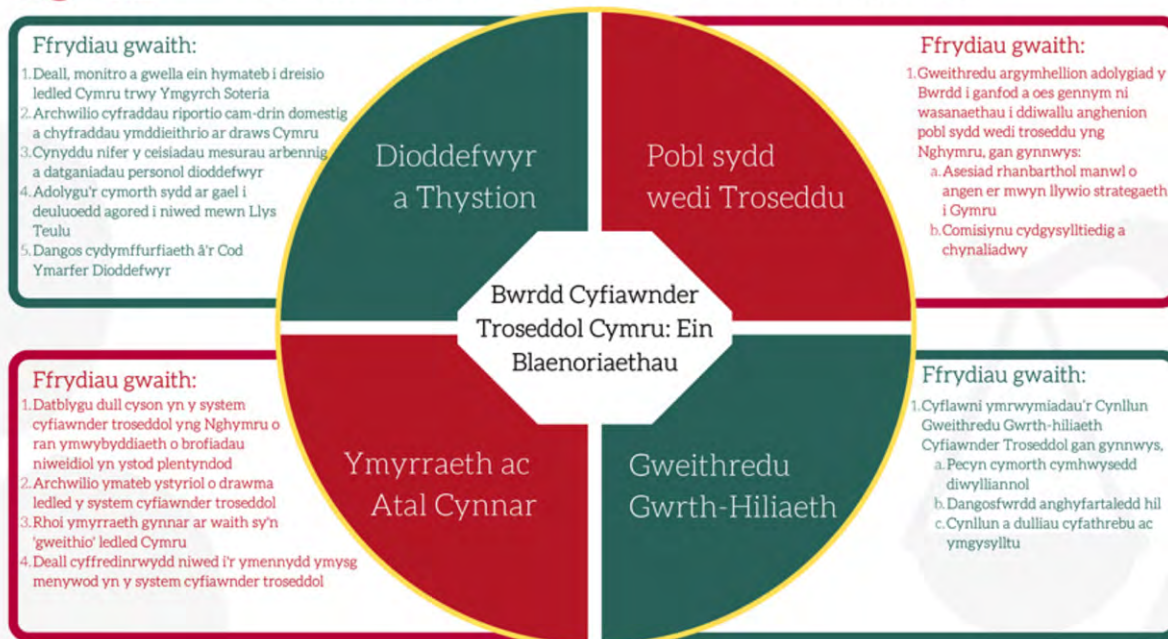 Ffrydiau gwaith:
1. Deall, monitro a gwella ein hymateb i dreisio
ledled Cymru trwy Ymgyrch Soteria
2. Archwilio cyfraddau riportio cam-drin domestig
a chyfraddau ymddieithrio ar draws Cymru
3. Cynyddu nifer y ceisiadau mesurau arbennig
a datganiadau personol dioddefwyr
4. Adolygu'r cymorth sydd ar gael i
deuluoedd agored i niwed mewn Llys
Teulu
5. Dangos cydymffurfiaeth â'r Cod
Ymarfer Dioddefwyr
Dioddefwyr
a Thystion
Pobl sydd
wedi Troseddu
Ffrydiau gwaith:
1. Gweithredu argymhellion adolygiad y
Bwrdd i ganfod a oes gennym ni
wasanaethau i ddiwallu anghenion
pobl sydd wedi troseddu yng
Nghymru, gan gynnwys:
a. Asesiad rhanbarthol manwl o
angen er mwyn llywio strategaeth
i Gymru
b. Comisiynu cydgysylltiedig a
chynaliadwy
Bwrdd Cyfiawnder
Troseddol Cymru: Ein
Blaenoriaethau
Ffrydiau gwaith:
1. Datblygu dull cyson yn y system
cyfiawnder troseddol yng Nghymru o
ran ymwybyddiaeth o brofiadau
niweidiol yn ystod plentyndod
2. Archwilio ymateb ystyriol o drawma
ledled y system cyfiawnder troseddol
3. Rhoi ymyrraeth gynnar ar waith sy'n
'gweithio' ledled Cymru
4. Deall cyffredinrwydd niwed i'r ymennydd ymysg
menywod yn y system cyfiawnder troseddol
Ymyrraeth ac
Atal Cynnar
Gweithredu
Gwrth-Hiliaeth
Ffrydiau gwaith:
1. Cyflawni ymrwymiadau'r Cynllun
Gweithredu Gwrth-hiliaeth
Cyfiawnder Troseddol gan gynnwys,
a. Pecyn cymorth cymhwysedd
diwylliannol
b. Dangosfwrdd anghyfartaledd hil
c. Cynllun a dulliau cyfathrebu ac
ymgysylltu